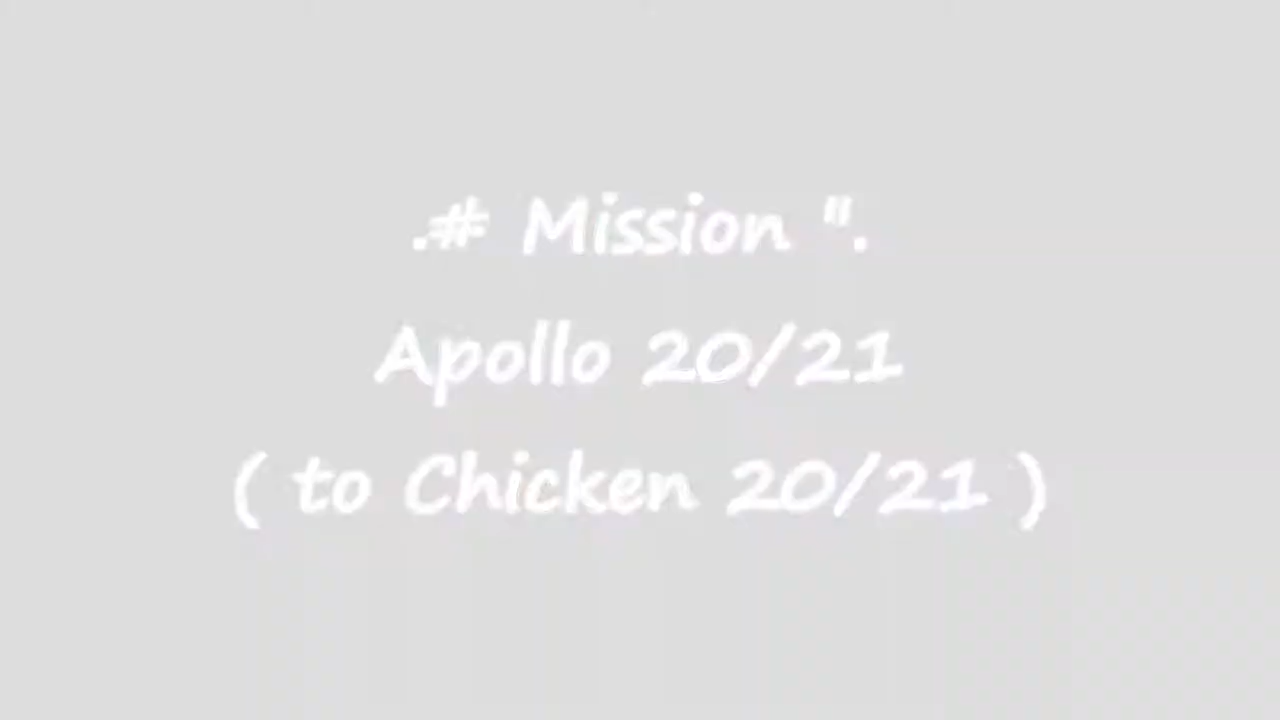 .# Mission ".
Apollo 20/21
( to Chicken 20/21 )